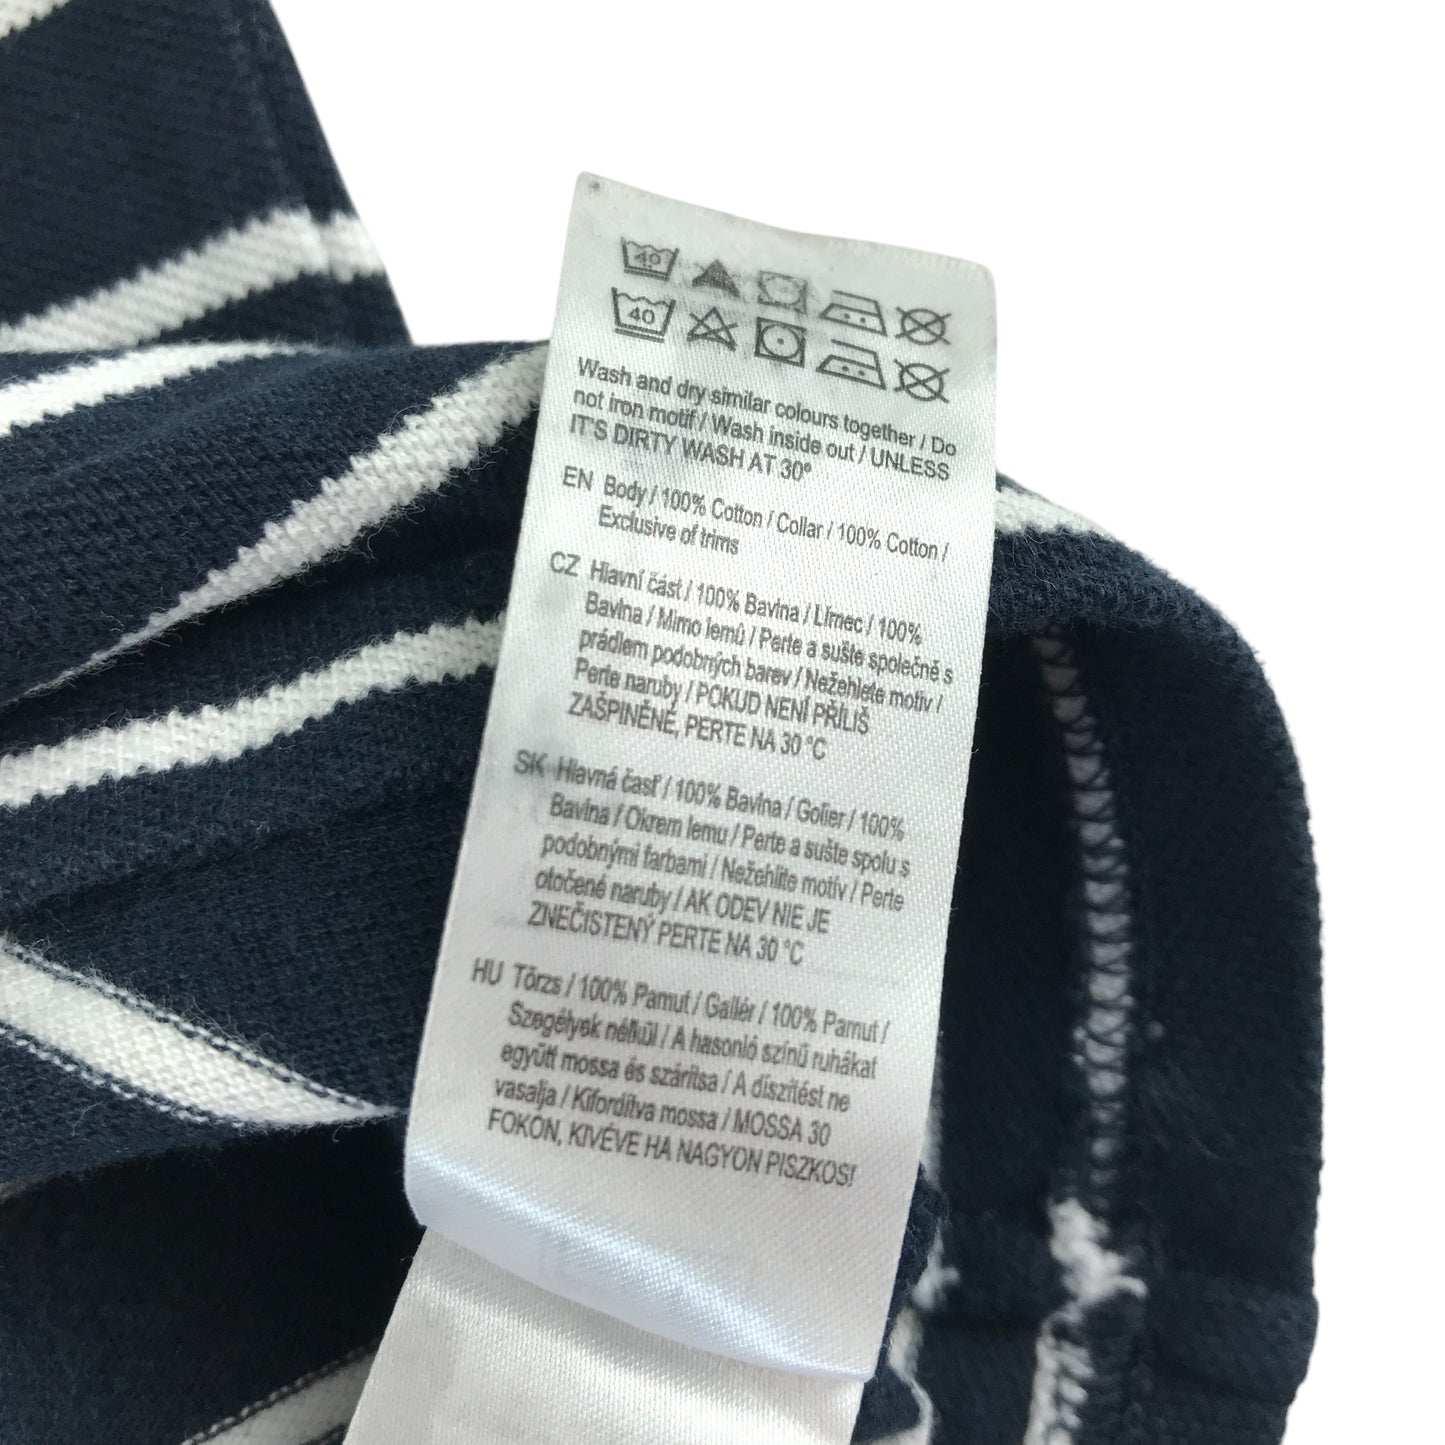 40
40
Wash and dry similar colours together / Do
not iron motif / Wash inside out / UNLESS
IT'S DIRTY WASH AT 30°
EN Body / 100% Cotton / Collar / 100% Cotton /
Exclusive of trims
CZ Hlavní část / 100% Bavlna / Límec / 100%
Bavlna / Mimo lemů / Perte a sušte společně s
prádlem podobných barev / Nežehlete motiv /
Perte naruby / POKUD NENÍ PŘÍLIŠ
ZAŠPINĚNÉ, PERTE NA 30 °C
SK Hlavná časť / 100% Bavlna / Golier / 100%
Bavlna / Okrem lemu / Perte a sušte spolu s
podobnými farbami / Nežehlite motív / Perte
otočené naruby / AK ODEV NIE JE
ZNEČISTENÝ PERTE NA 30 °C
HU Törzs / 100% Pamut / Gallér / 100% Pamut /
Szegélyek nélkül / A hasonló színű ruhákat
együtt mossa és szárítsa / A díszítést ne
vasalja / Kifordítva mossa / MOSSA 30
FOKON, KIVÉVE HA NAGYON PISZKOS!